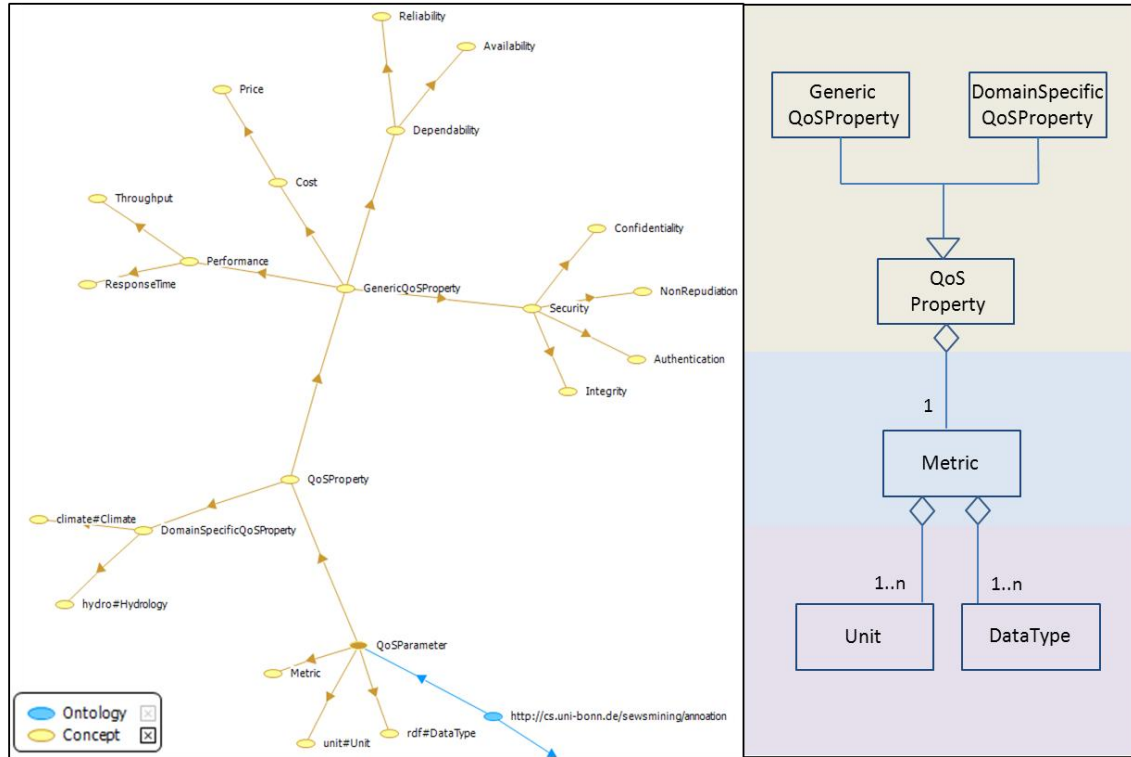 Reliability
Availability
Price
Dependability
Cost
Throughput
Confidentiality
Performance
ResponseTime
GenericQoSProperty
NonRepudiation
Security
Authentication
Integrity
QoSProperty
climate#Climate
DomainSpecificQoSProperty
hydro#Hydrology
QoSParameter
Metric
http://cs.uni-bonn.de/sewsmining/annoation
rdf#DataType
unit#Unit
Ontology
Concept
Generic
QoSProperty
DomainSpecific
QoSProperty
QoS
Property
1
Metric
1..n
1..n
Unit
DataType